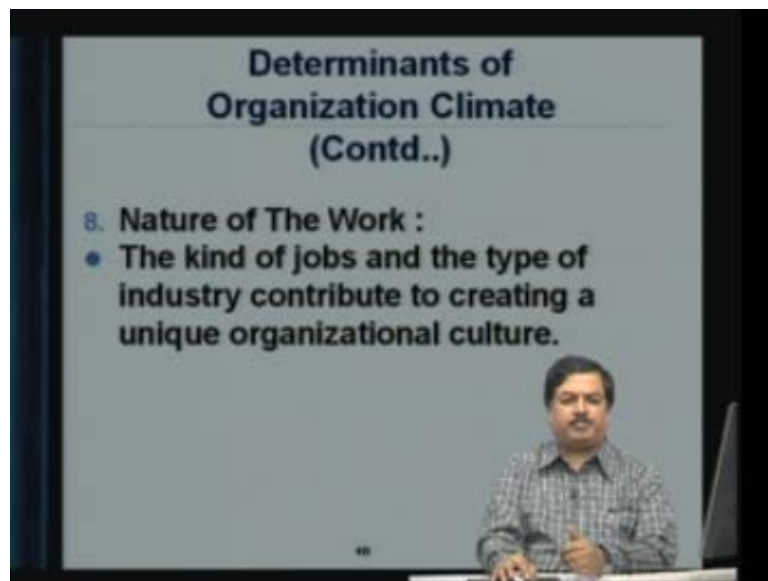 Determinants of
Organization Climate
(Contd..)
8. Nature of The Work :
• The kind of jobs and the type of
industry contribute to creating a
unique organizational culture.